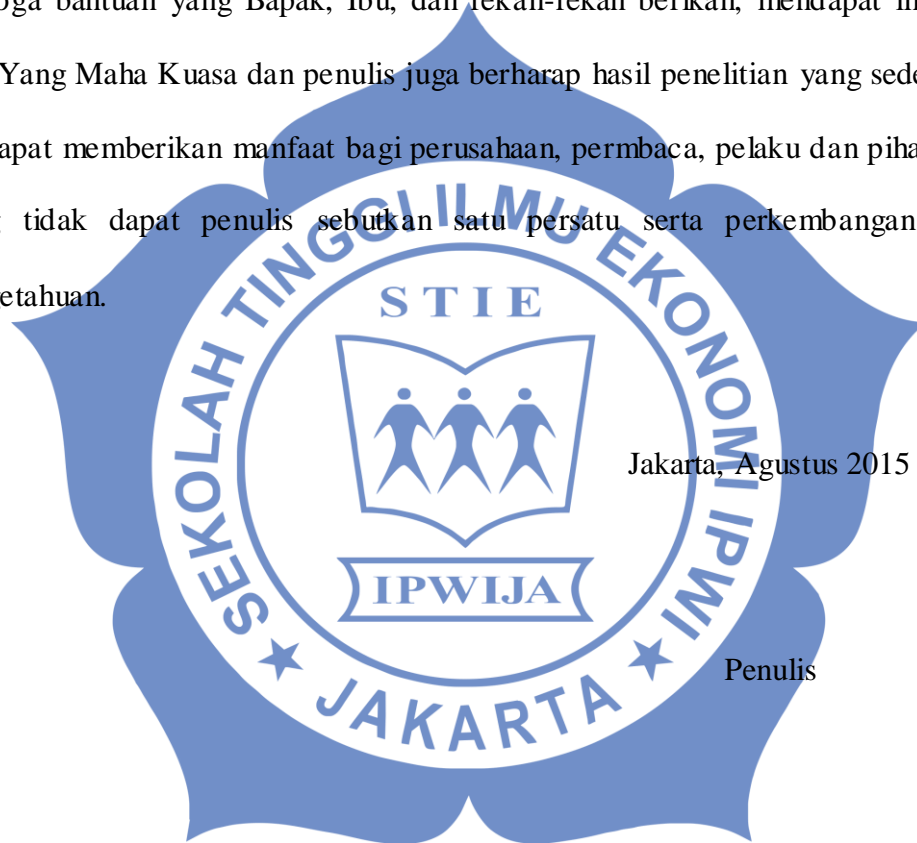 oga bantuan yang Bapak, Ibu, dan rekan-rekan berikan, mendapat
Yang Maha Kuasa dan penulis juga berharap hasil penelitian yang sede
apat memberikan manfaat bagi perusahaan, permbaca, pelaku dan piha
tidak dapat penulis sebutkan satu persatu serta perkembangan
etahuan.
Jakarta, Agustus 2015
Penulis
SEKOLAH TINGGI ILMU EKONOMI IPWI
STIE
IPWIJA
JAKARTA